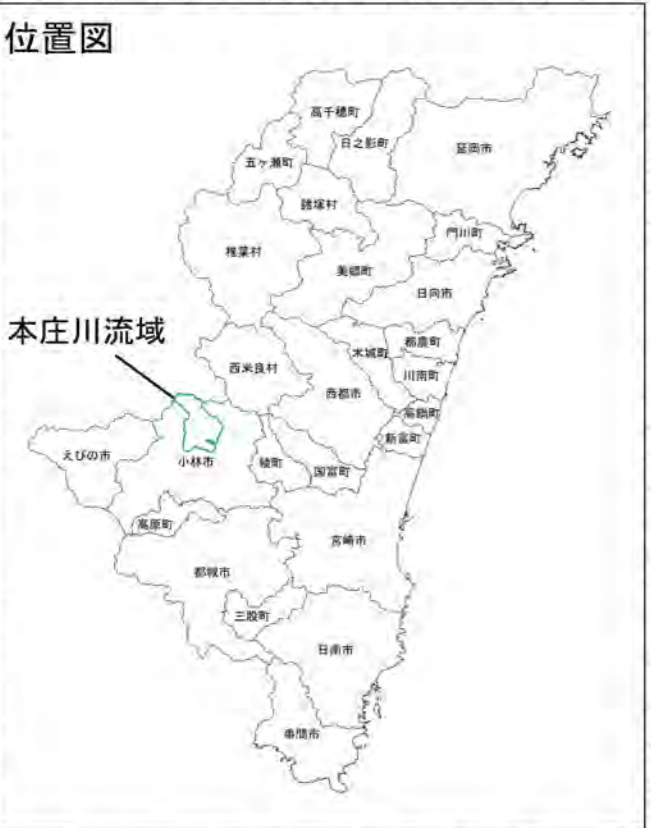 位置図
高千穂町
日之影町
延岡市
五ヶ瀬町
諸塚村
門川町
椎葉村
美郷町
日向市
本庄川流域
都農町
木城町
西米良村
川南町
西都市
高鍋町
新富町
えびの市
小林市
綾町
国富町
高原町
宮崎市
都城市
三股町
日南市
串間市